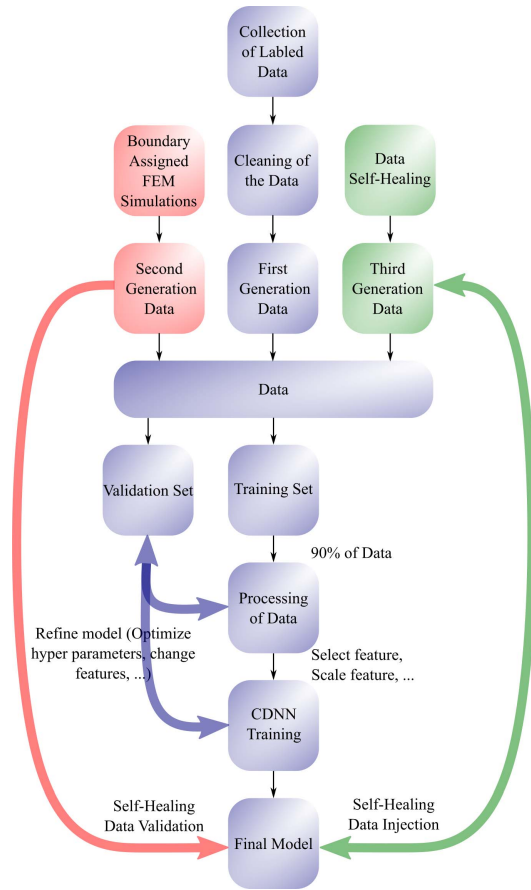 Collection
of Labled
Data
Boundary
Assigned
FEM
Simulations
Cleaning of
the Data
Data
Self-Healing
Second
Generation
Data
First
Generation
Data
Third
Generation
Data
Data
Validation Set
Training Set
90% of Data
Processing
of Data
Refine model (Optimize
hyper parameters, change
features, ...)
Select feature,
Scale feature, ...
CDNN
Training
Self-Healing
Data Validation
Self-Healing
Data Injection
Final Model